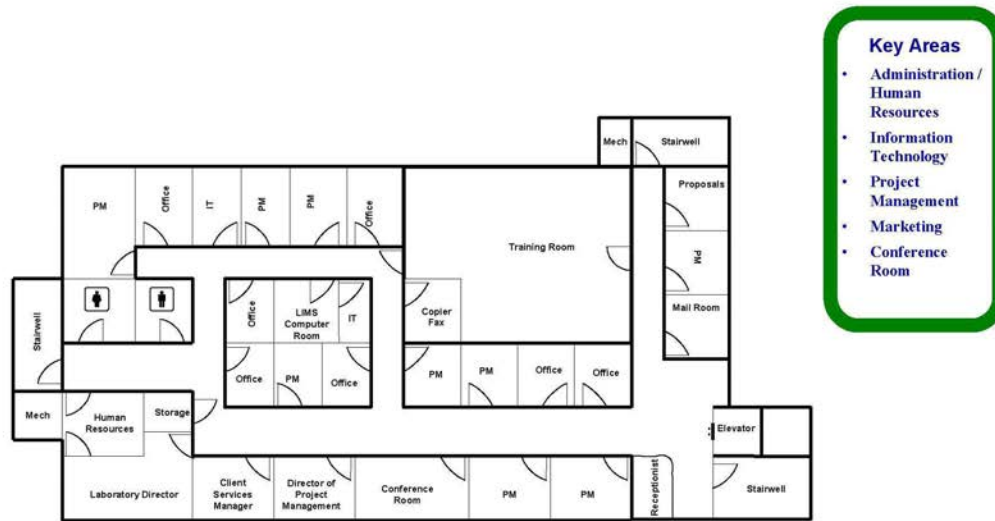 Key Areas
• Administration /
Human
Resources
• Information
Technology
• Project
Management
• Marketing
• Conference
Room
Mech
Stairwell
PM
Office
IT
PM
PM
Office
Training Room
Proposals
PM
Mail Room
Stairwell
Office
LIMS
Computer
Room
IT
Copier
Fax
Office
PM
Office
PM
PM
Office
Office
Mech
Human
Resources
Storage
Elevator
Laboratory Director
Client
Services
Manager
Director of
Project
Management
Conference
Room
PM
PM
Receptionist
Stairwell